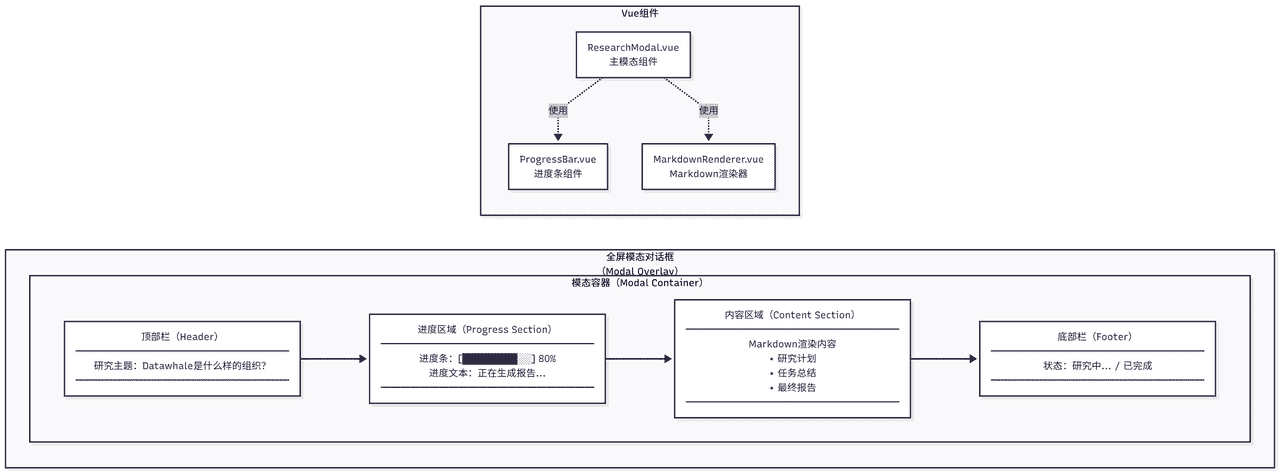 Vue组件
ResearchModal.vue
主模态组件
使用
使用
ProgressBar.vue
进度条组件
MarkdownRenderer.vue
Markdown渲染器
全屏模态对话框
（Modal Overlay）
模态容器（Modal Container）
顶部栏（Header）
研究主题：Datawhale是什么样的组织？
进度区域（Progress Section）
进度条：[██████████░░] 80%
进度文本：正在生成报告...
内容区域（Content Section）
Markdown渲染内容
• 研究计划
• 任务总结
• 最终报告
底部栏（Footer）
状态：研究中... / 已完成